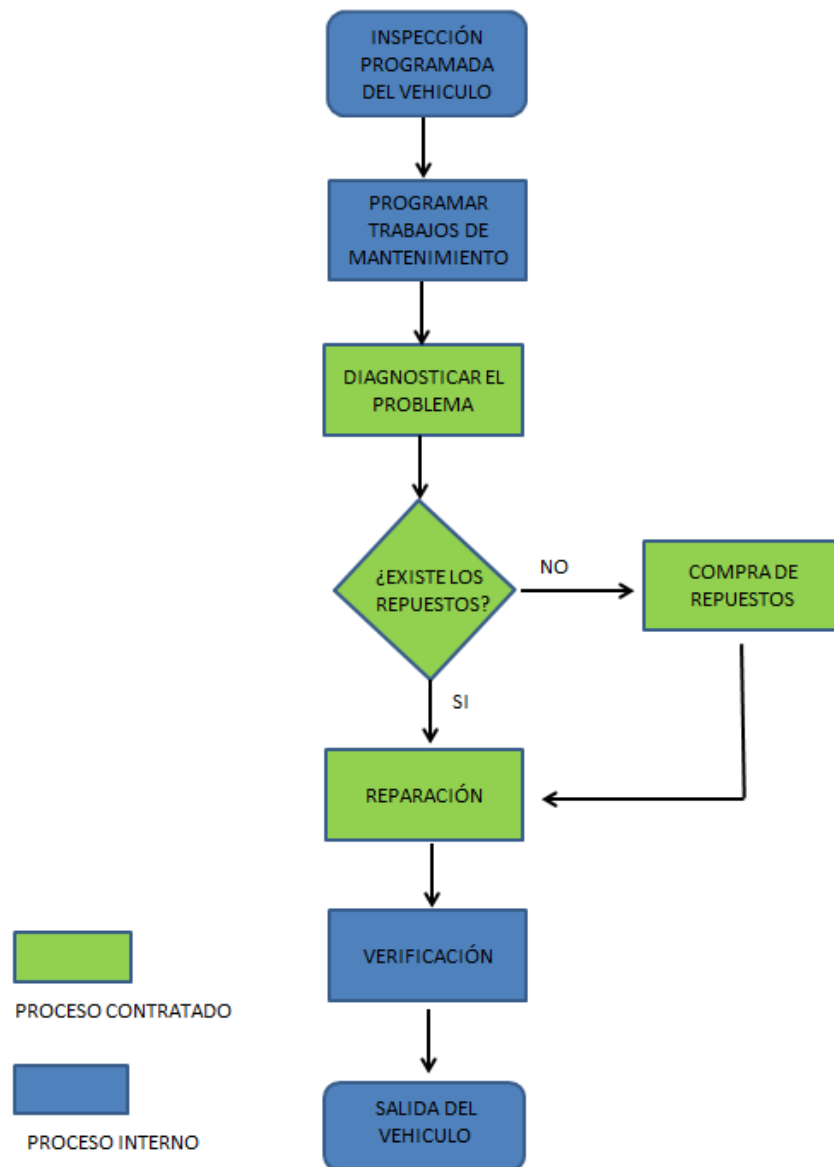 INSPECCIÓN
PROGRAMADA
DEL VEHICULO
PROGRAMAR
TRABAJOS DE
MANTENIMIENTO
DIAGNOSTICAR EL
PROBLEMA
¿EXISTE LOS
REPUESTOS?
NO
COMPRA DE
REPUESTOS
SI
REPARACIÓN
VERIFICACIÓN
PROCESO CONTRATADO
SALIDA DEL
VEHICULO
PROCESO INTERNO